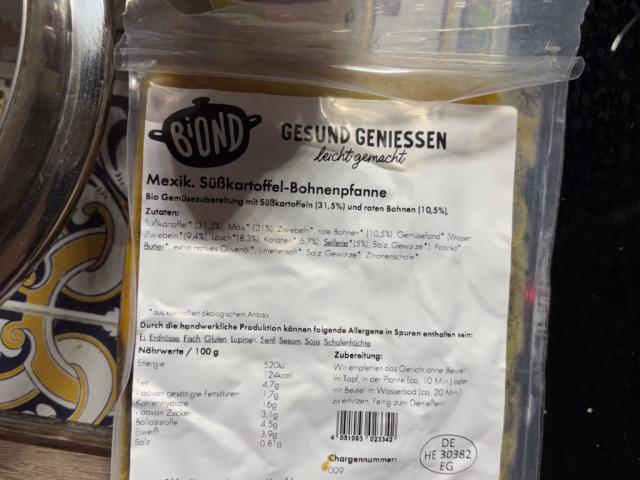 BiOND
GESUND GENIESSEN
leicht gemacht
Mexik. Süßkartoffel-Bohnenpfanne
Bio Gemüsezubereitung mit Süßkartoffeln (31,5%) und roten Bohnen (10,5%),
Zutaten:
Süßkartoffel* (31,5%), Mais* (21%), Zwiebeln*, rote Bohnen* (10,5%), Gemüsefond* (Wasser,
Zwiebeln*(9,4%), Lauch*(8,3%), Karotten*(6,7%), Sellerie*(5%), Salz, Gewürze*), Paprika*
Butter*, extra natives Olivenöl*, Limettensaft*, Salz, Gewürze*, Zitronenschale*
*aus kontrolliert ökologischem Anbau
Durch die handwerkliche Produktion können folgende Allergene in Spuren enthalten sein:
Ei, Erdnüsse, Fisch, Gluten, Lupinen, Senf, Sesam, Soja, Schalenfrüchte
Nährwerte / 100 g
Energie 520kJ
124kcal
Fett 4,7g
- davon gesättigte Fettsäuren 1,7g
Kohlenhydrate 16g
- davon Zucker 3,1g
Ballaststoffe 4,5g
Eiweiß 3,9g
Salz 0,81g
Zubereitung:
Wir empfehlen das Gericht ohne Beutel
im Topf, in der Pfanne (ca. 10 Min.) oder
mit Beutel im Wasserbad (ca. 20 Min.)
zu erhitzen. Fertig zum Genießen!
4 051093 023342
Chargennummer:
009
DE
HE 30382
EG